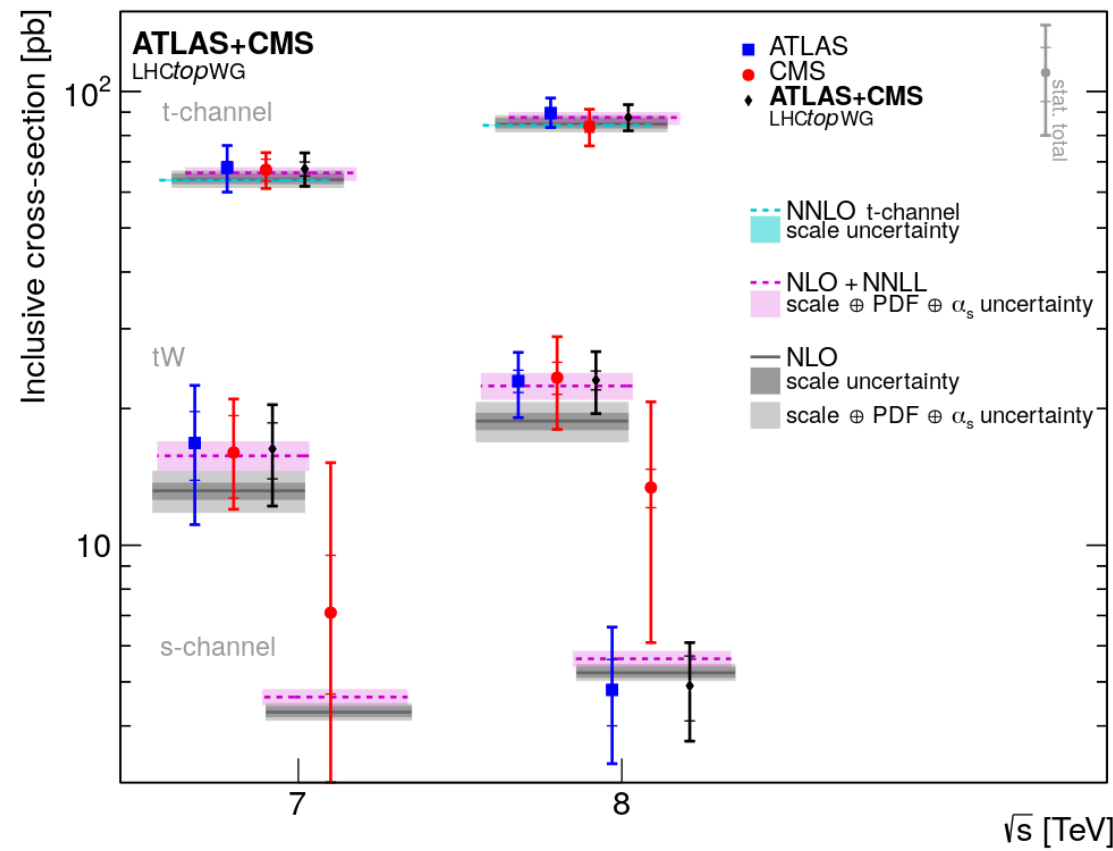 Inclusive cross-section [pb]
ATLAS+CMS
LHCtopWG
10²
t-channel
tW
10
s-channel
7
8
√s [TeV]
ATLAS
CMS
ATLAS+CMS
LHCtopWG
stat. total
NNLO t-channel
scale uncertainty
NLO + NNLL
scale ⊕ PDF ⊕ αs uncertainty
NLO
scale uncertainty
scale ⊕ PDF ⊕ αs uncertainty